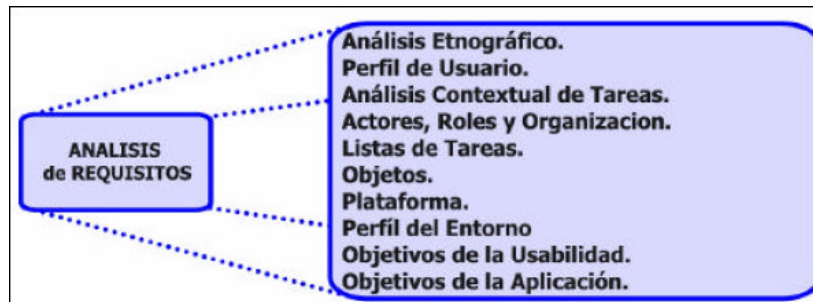 ANALISIS
de REQUISITOS
Análisis Etnográfico.
Perfil de Usuario.
Análisis Contextual de Tareas.
Actores, Roles y Organizacion.
Listas de Tareas.
Objetos.
Plataforma.
Perfíl del Entorno
Objetivos de la Usabilidad.
Objetivos de la Aplicación.